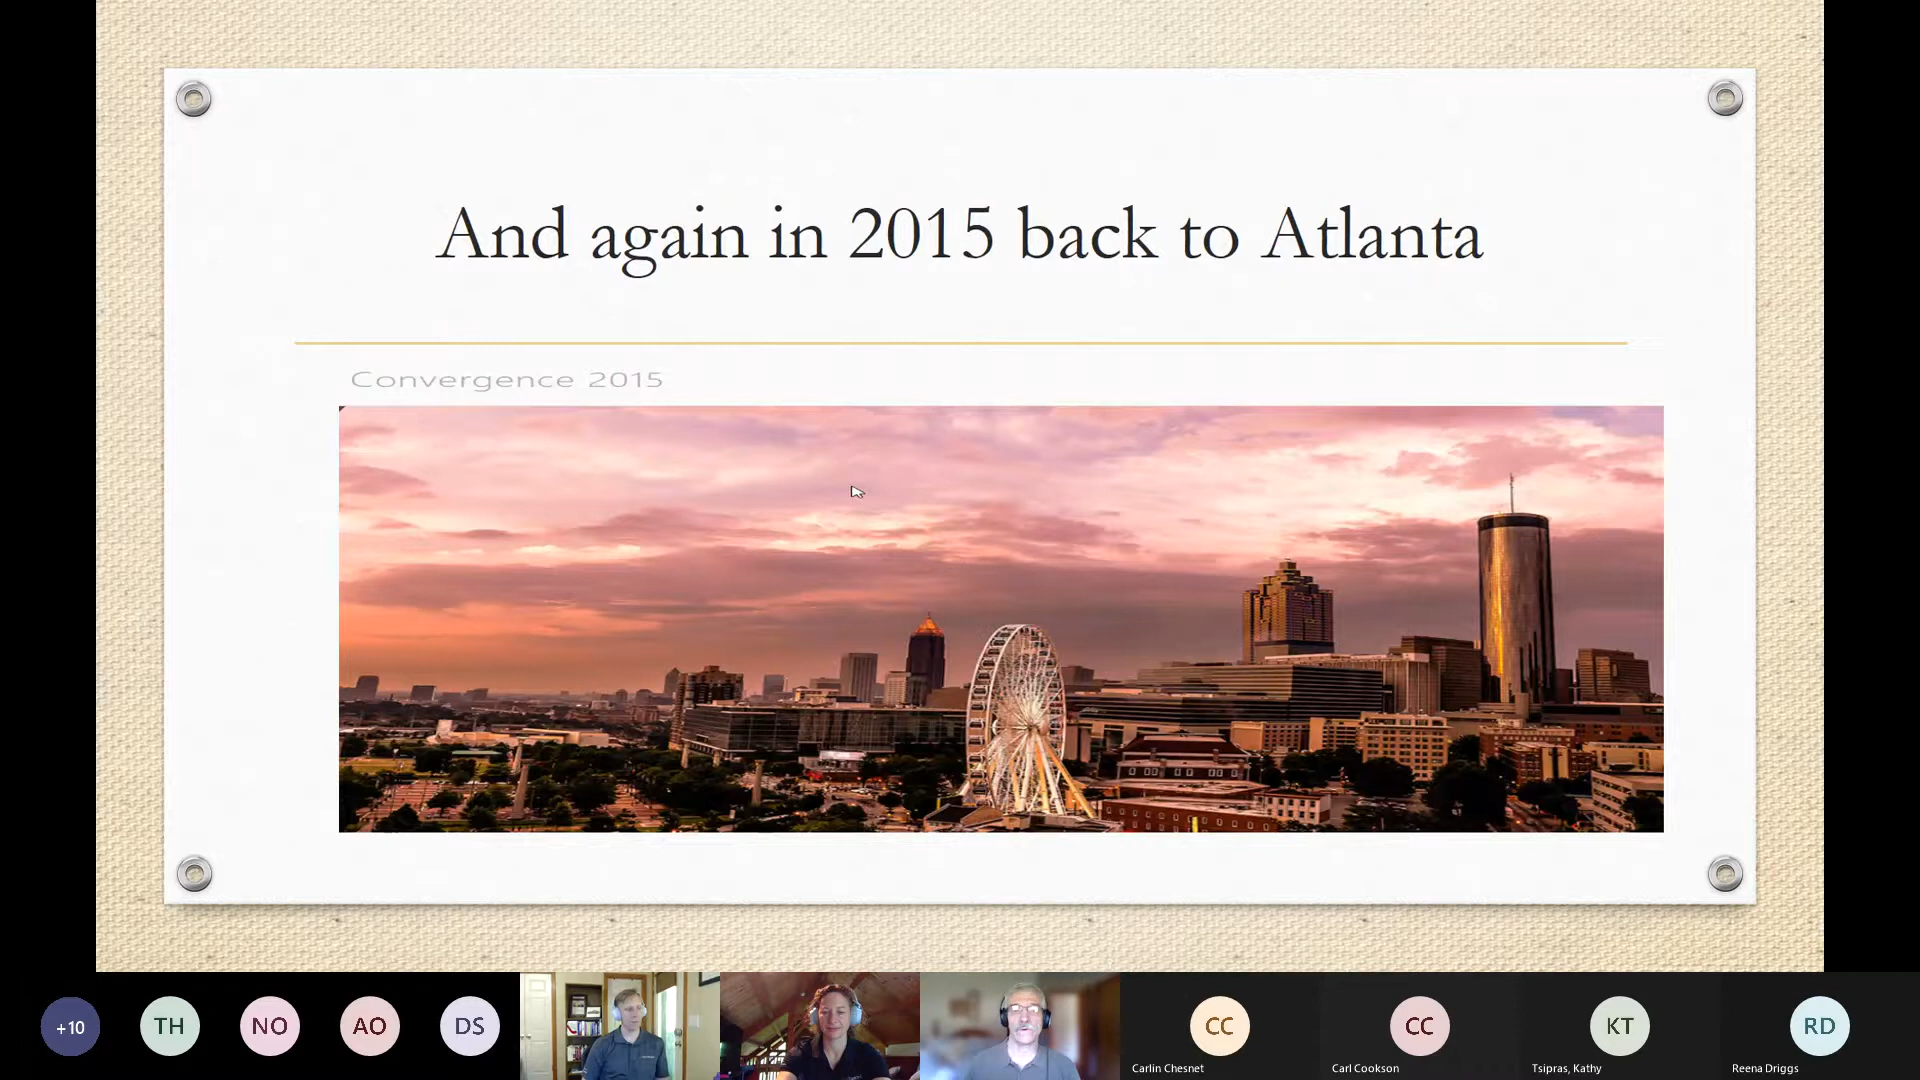 And again in 2015 back to Atlanta
Convergence 2015
+10
TH
NO
AO
DS
CC
CC
KT
RD
Carlin Chesnet
Carl Cookson
Tsipras, Kathy
Reena Driggs